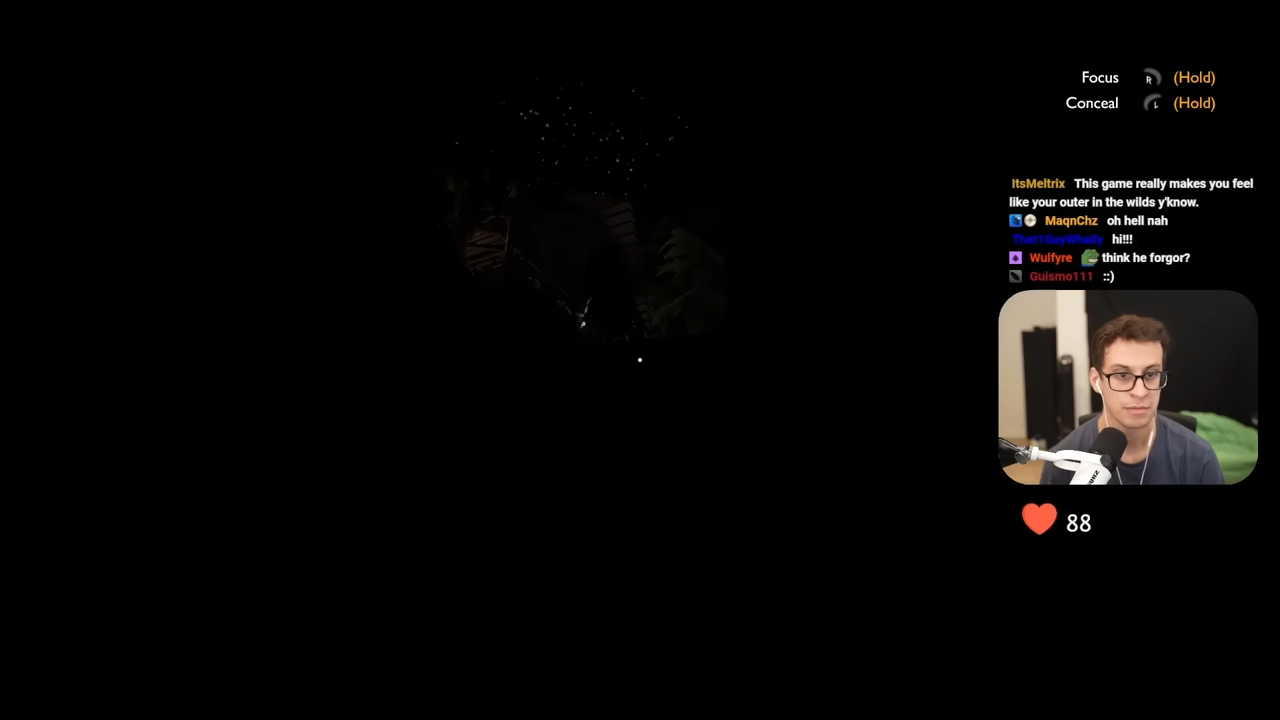 Focus R (Hold)
Conceal L (Hold)
ItsMeltrix This game really makes you feel
like your outer in the wilds y'know.
MaqnChz oh hell nah
That1GuyWhally hi!!!
Wulfyre think he forgor?
Guismo111 ::)
88